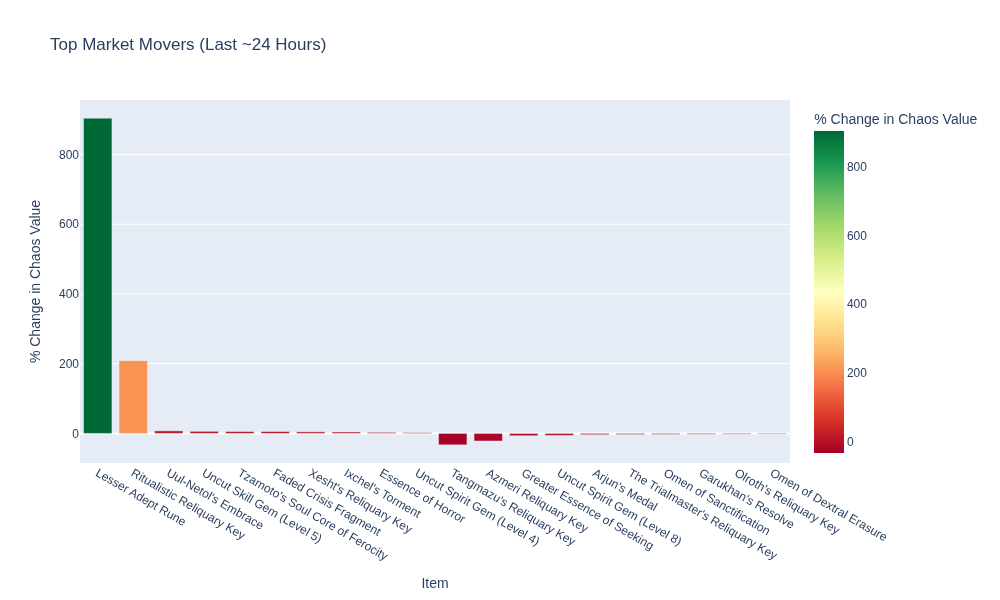 Top Market Movers (Last ~24 Hours)
% Change in Chaos Value
800
600
400
200
0
% Change in Chaos Value
800
600
400
200
0
Lesser Adept Rune
Ritualistic Reliquary Key
Uul-Netol's Embrace
Uncut Skill Gem (Level 5)
Tzamoto's Soul Core of Ferocity
Faded Crisis Fragment
Xesht's Reliquary Key
Ixchel's Torment
Essence of Horror
Uncut Spirit Gem (Level 4)
Tangmazu's Reliquary Key
Azmeri Reliquary Key
Greater Essence of Seeking
Uncut Spirit Gem (Level 8)
Arjun's Medal
The Trialmaster's Reliquary Key
Omen of Sanctification
Garukhan's Resolve
Olroth's Reliquary Key
Omen of Dextral Erasure
Item